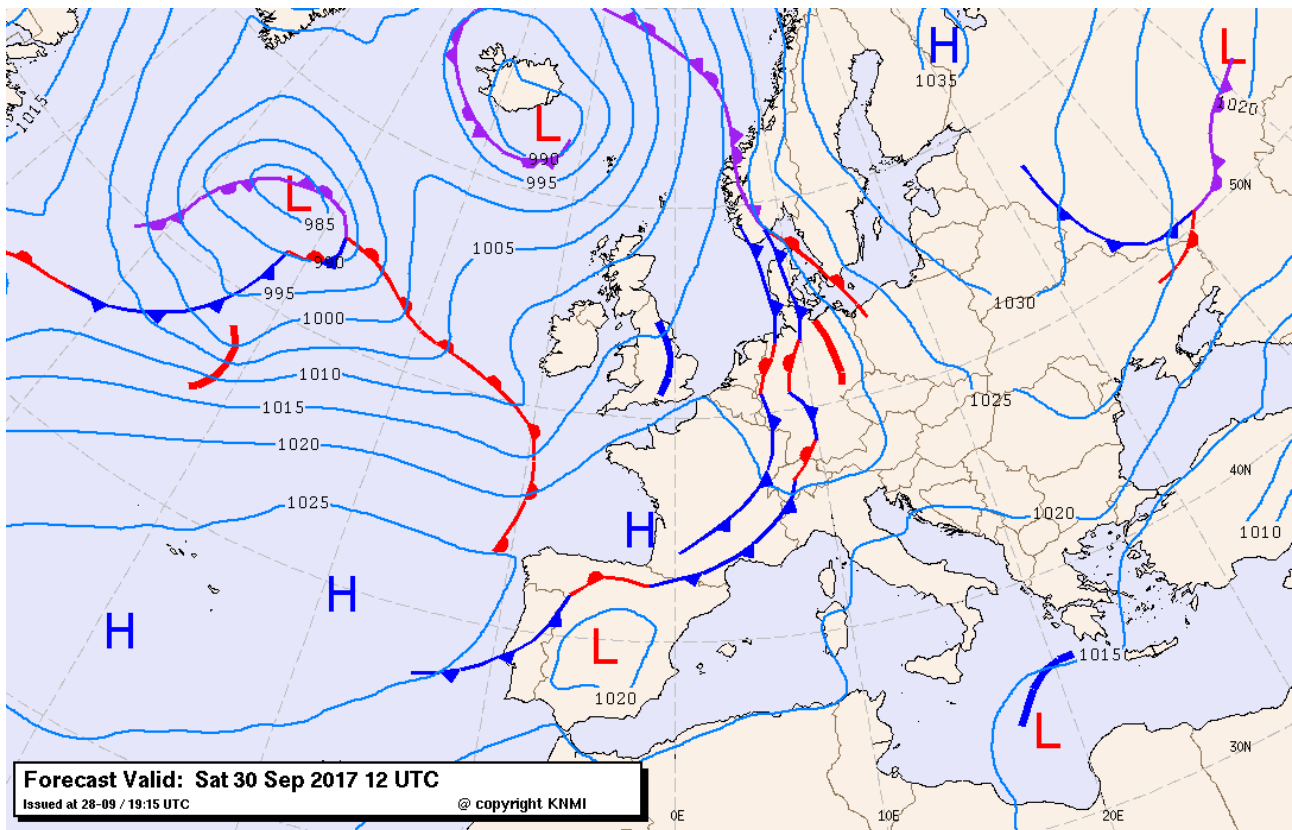 H
L
1035
1015
1020
L
990
995
50N
L
985
1005
990
995
1030
1000
1010
1025
1015
1020
40N
1025
1020
H
1010
H
H
L
1015
1020
L
30N
Forecast Valid: Sat 30 Sep 2017 12 UTC
Issued at 28-09 / 19:15 UTC @ copyright KNMI
0E
10E
20E